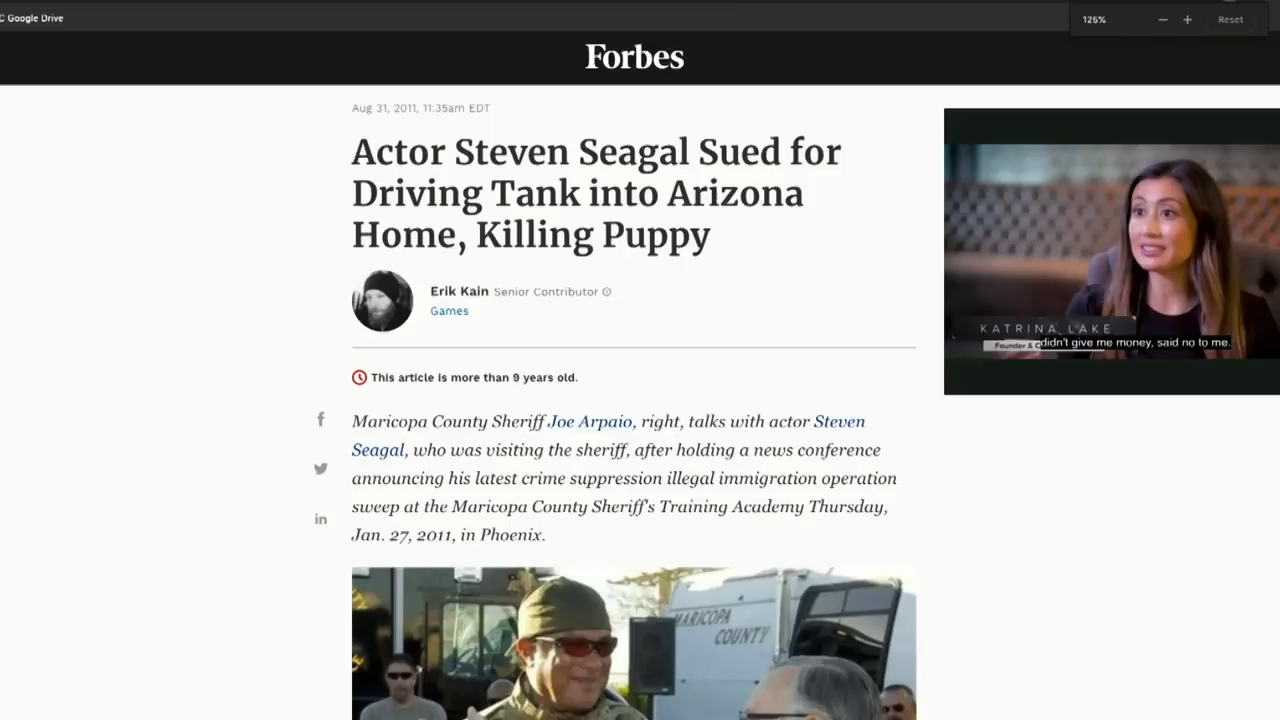 C Google Drive
125%
Reset
Forbes
Aug 31, 2011, 11:35am EDT
Actor Steven Seagal Sued for
Driving Tank into Arizona
Home, Killing Puppy
Erik Kain Senior Contributor
Games
This article is more than 9 years old.
Maricopa County Sheriff Joe Arpaio, right, talks with actor Steven
Seagal, who was visiting the sheriff, after holding a news conference
announcing his latest crime suppression illegal immigration operation
sweep at the Maricopa County Sheriff's Training Academy Thursday,
Jan. 27, 2011, in Phoenix.
KATRINA LAKE
Founder &
didn't give me money, said no to me.
MARICOPA
COUNTY